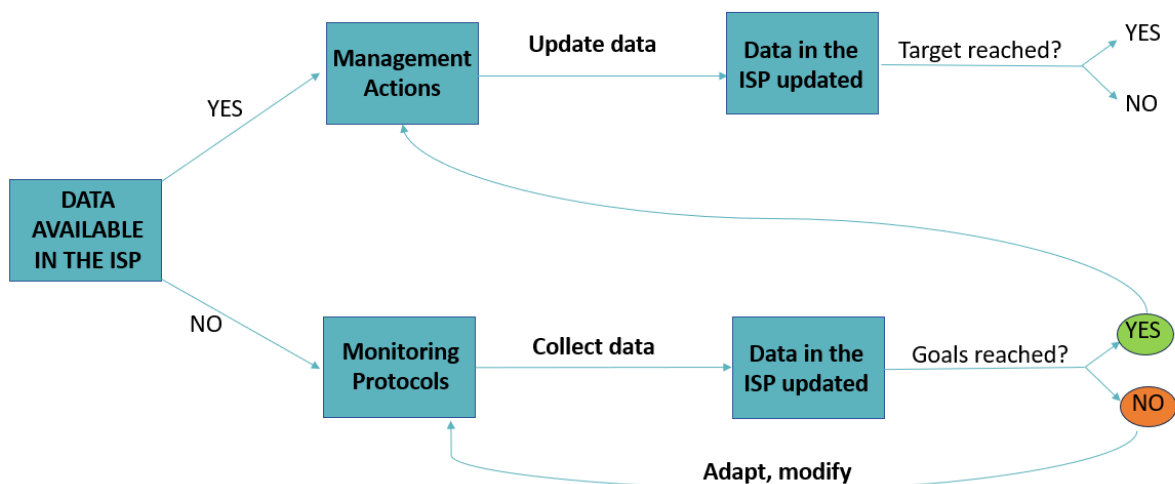 Management
Actions
Update data
Data in the
ISP updated
Target reached?
YES
NO
YES
DATA
AVAILABLE
IN THE ISP
NO
Monitoring
Protocols
Collect data
Data in the
ISP updated
Goals reached?
YES
NO
Adapt, modify